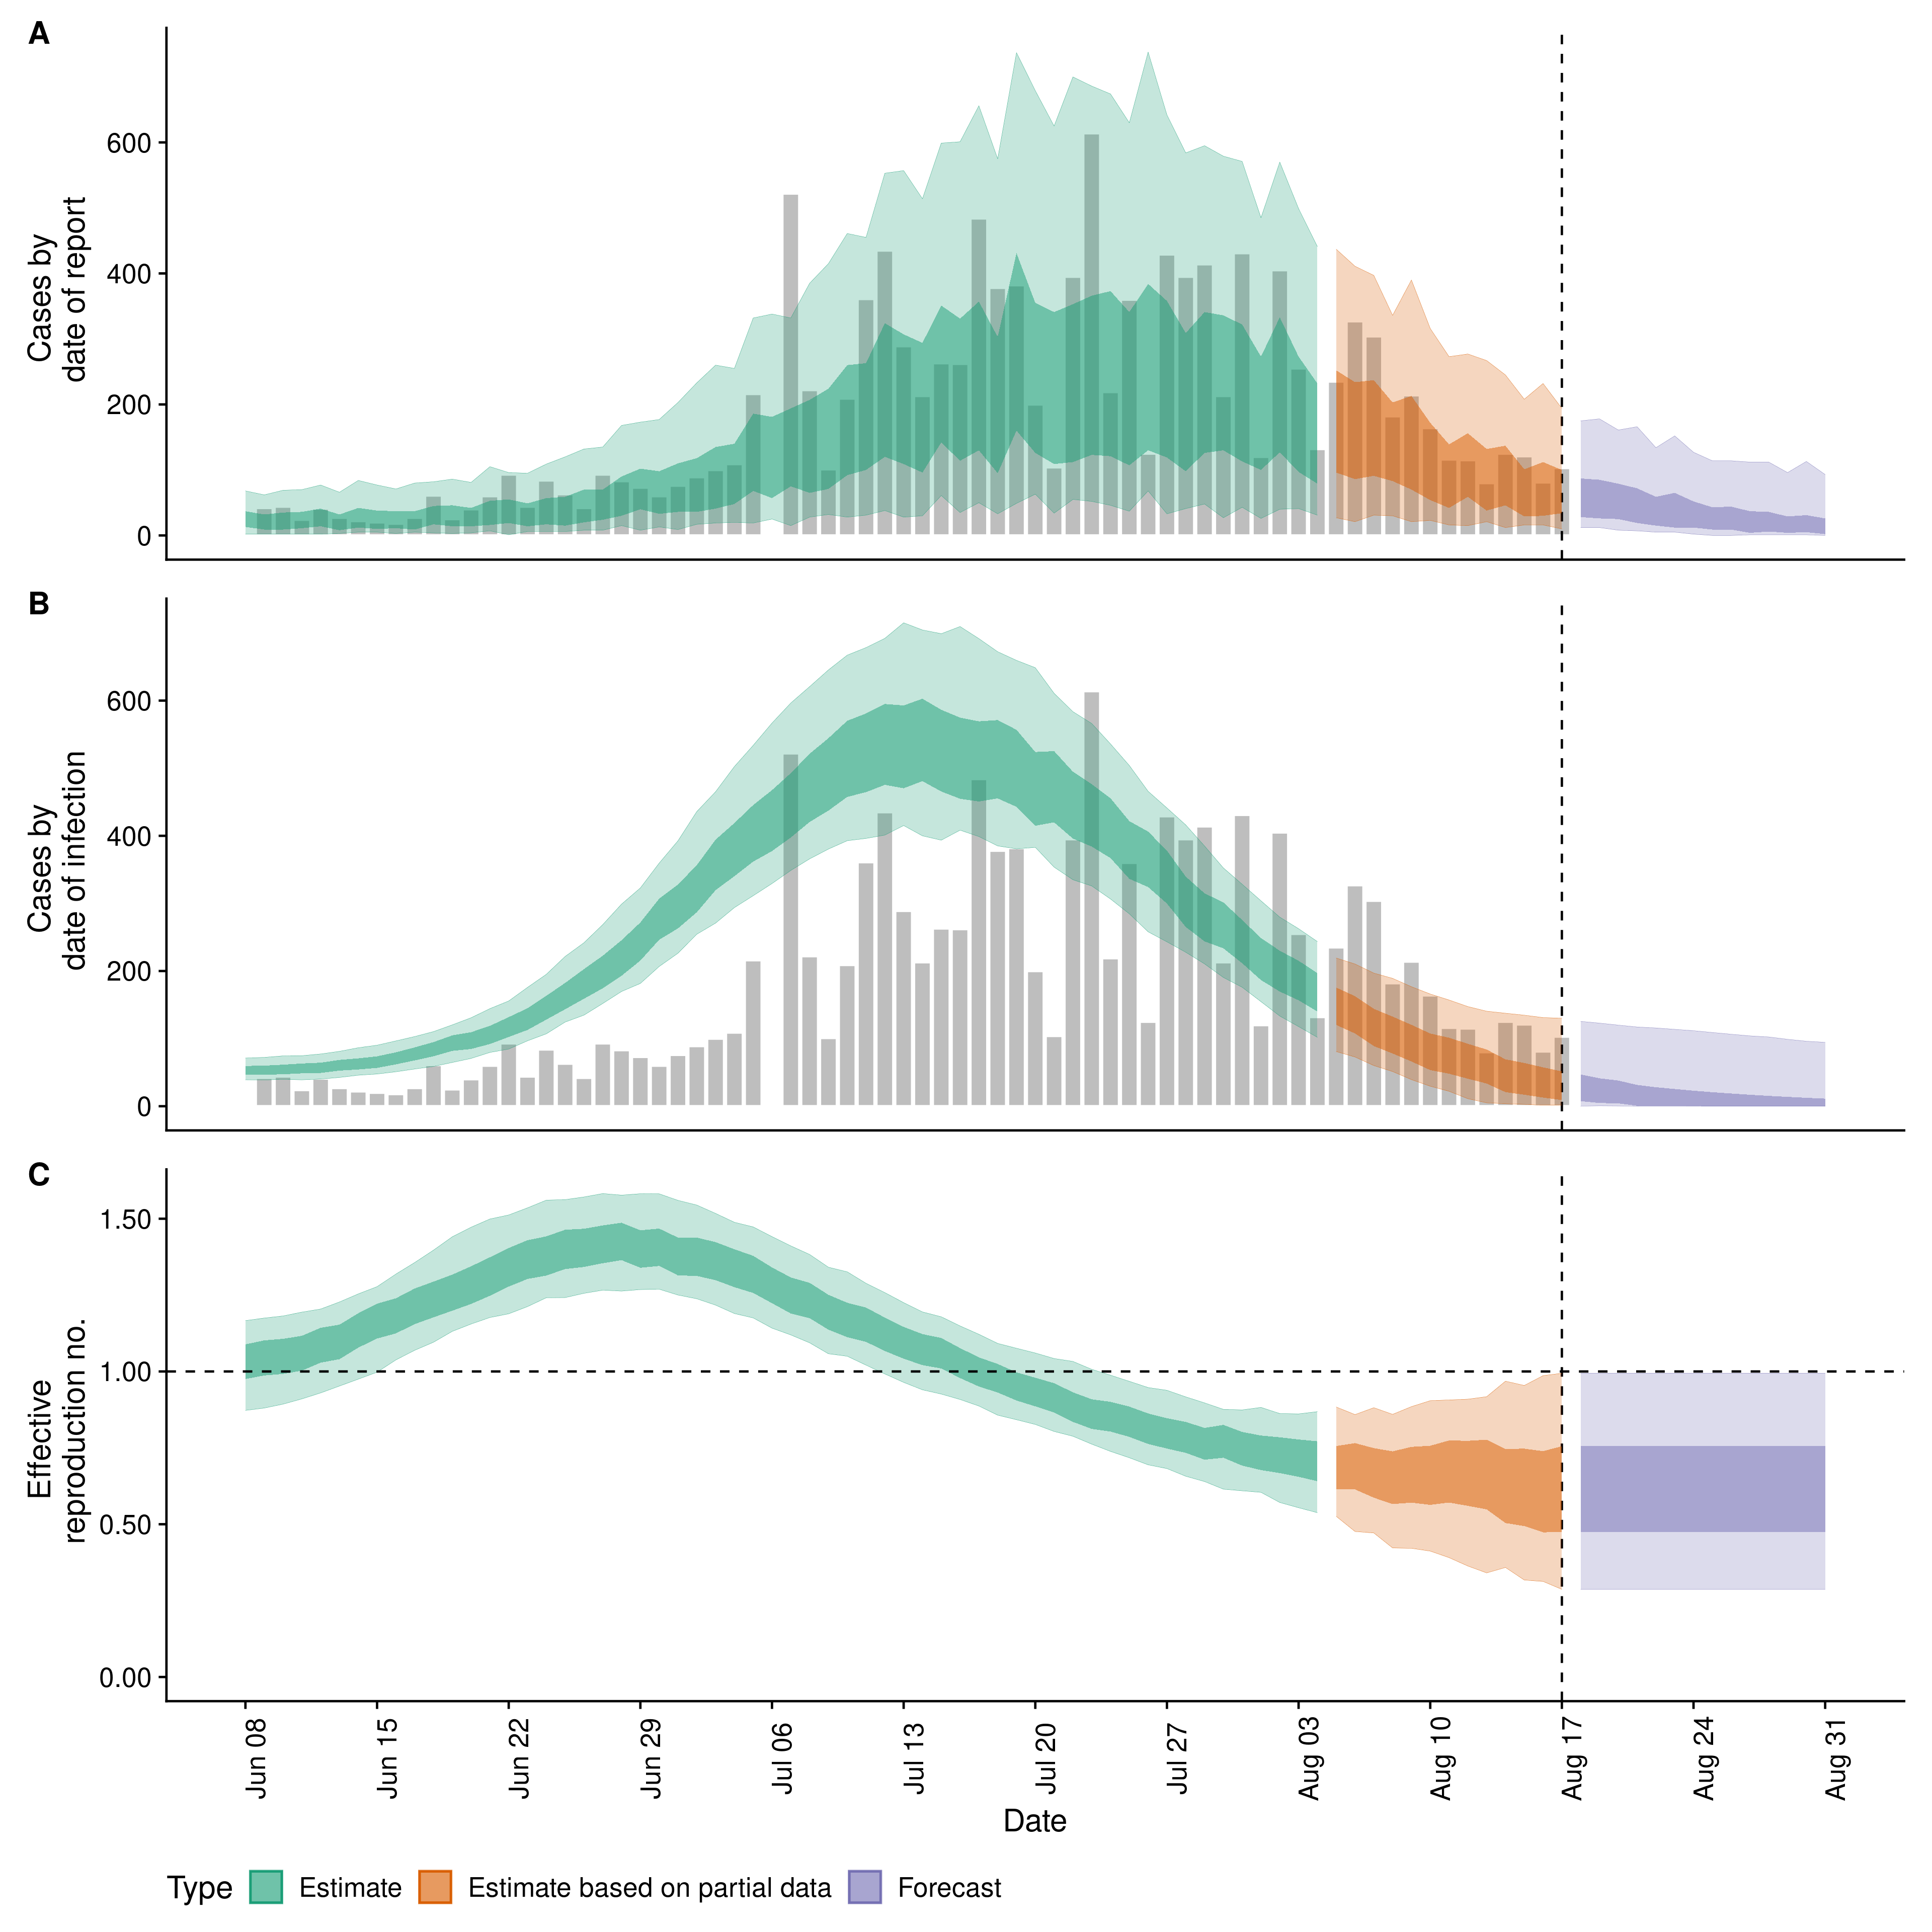 A
Cases by
date of report
600
400
200
0
B
Cases by
date of infection
600
400
200
0
C
Effective
reproduction no.
1.50
1.00
0.50
0.00
Jun 08
Jun 15
Jun 22
Jun 29
Jul 06
Jul 13
Jul 20
Jul 27
Aug 03
Aug 10
Aug 17
Aug 24
Aug 31
Date
Type Estimate Estimate based on partial data Forecast